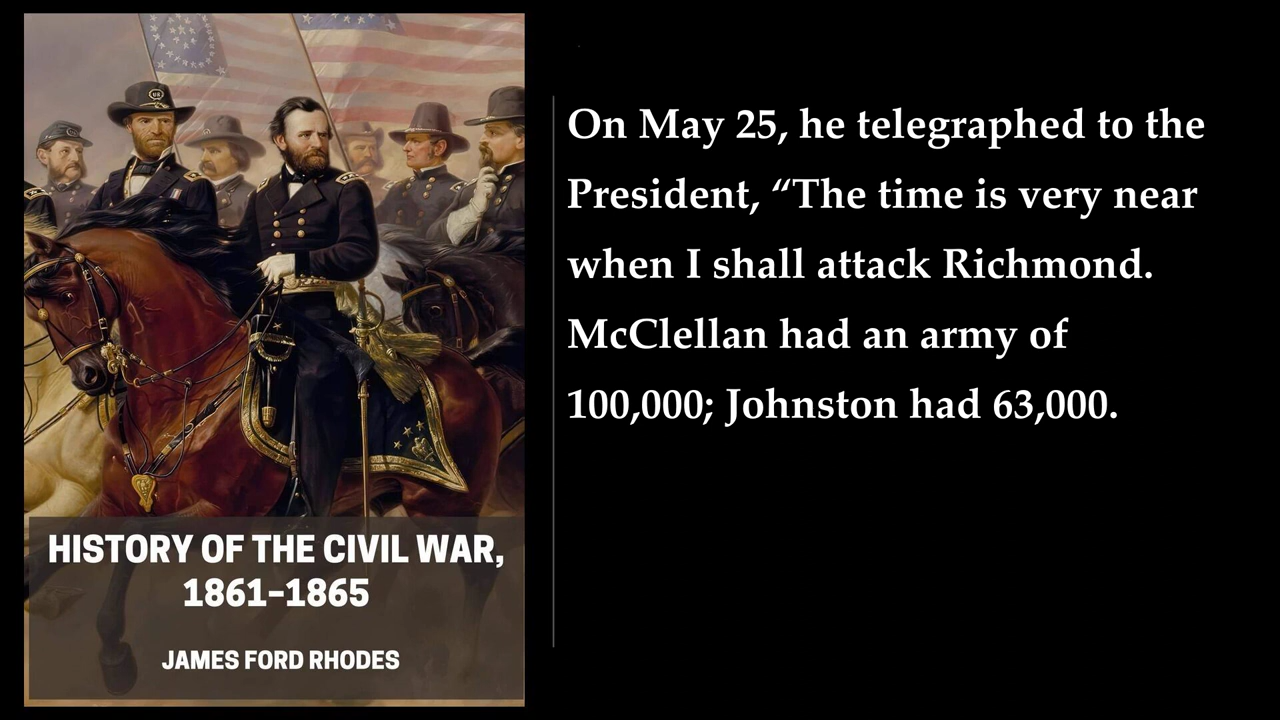 HISTORY OF THE CIVIL WAR,
1861–1865
JAMES FORD RHODES
On May 25, he telegraphed to the
President, “The time is very near
when I shall attack Richmond.
McClellan had an army of
100,000; Johnston had 63,000.